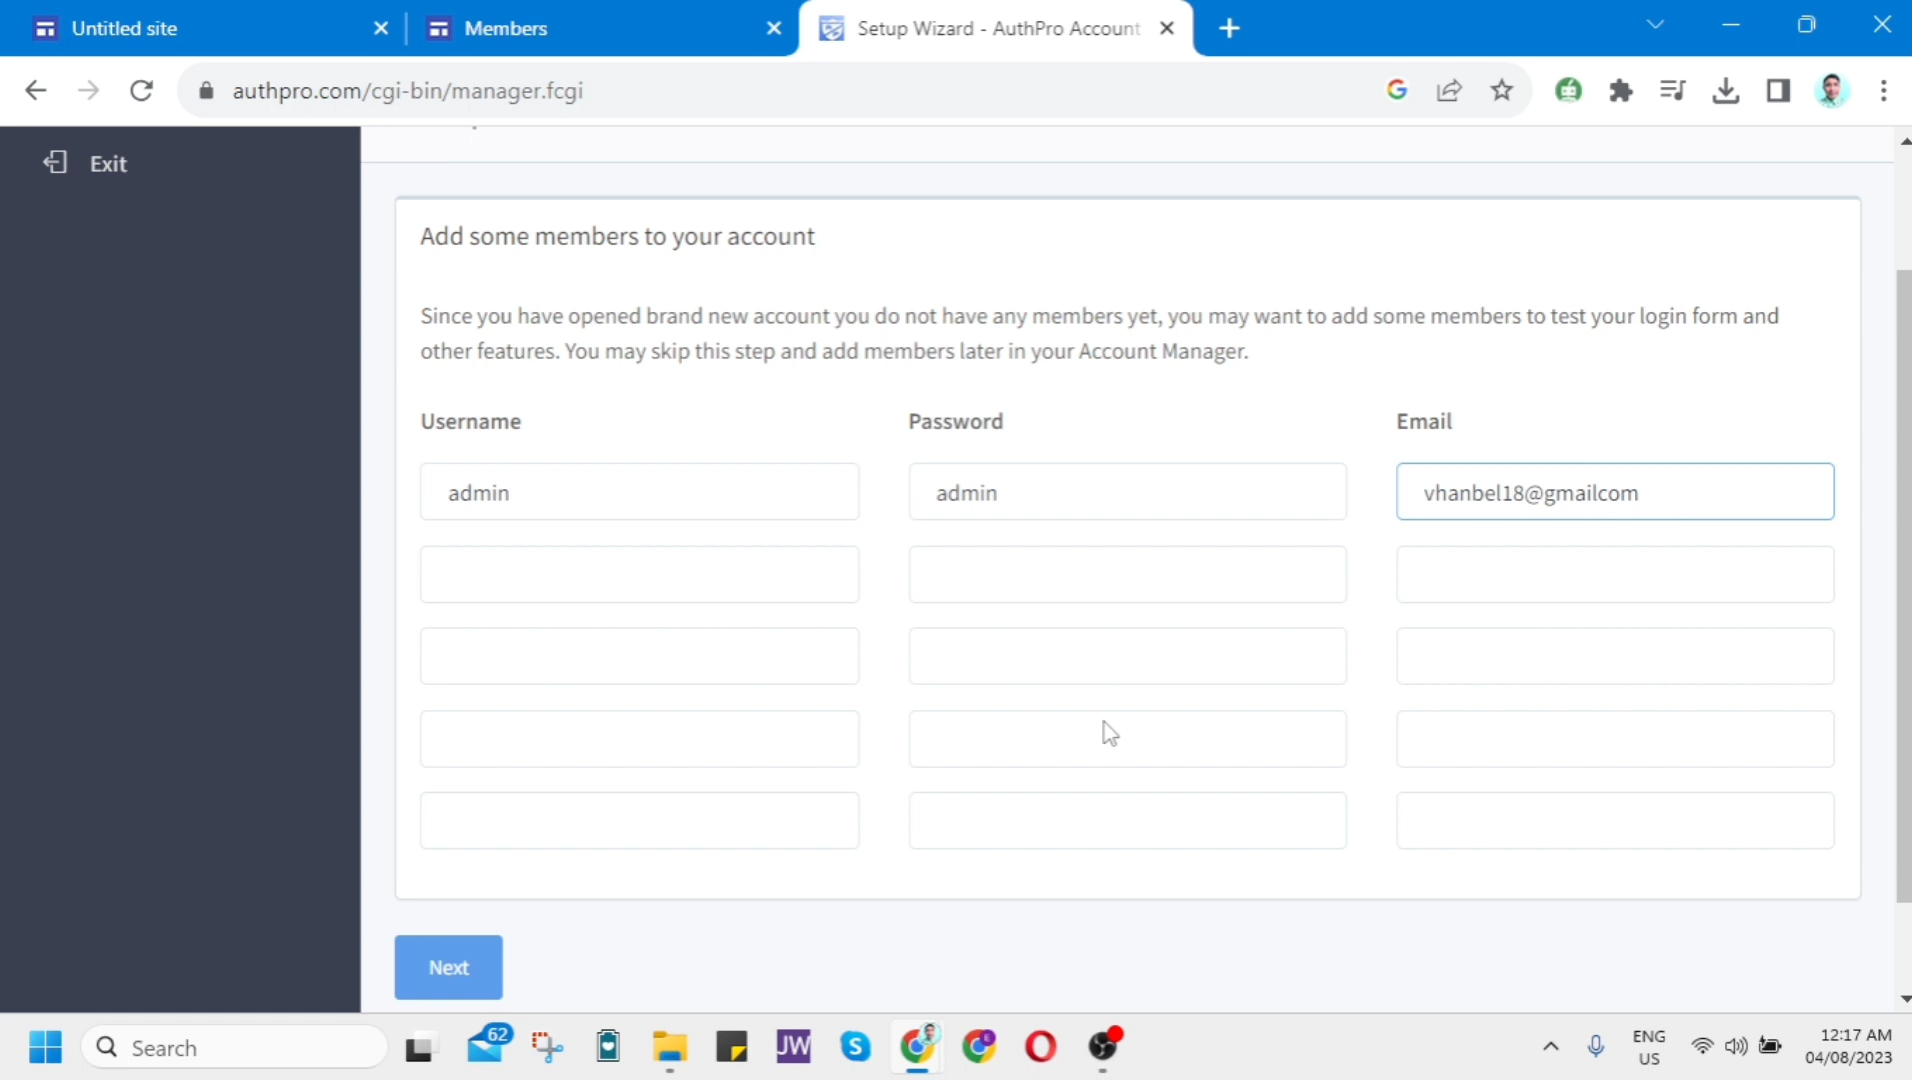 Untitled site
Members
Setup Wizard - AuthPro Account
authpro.com/cgi-bin/manager.fcgi
Exit
Add some members to your account
Since you have opened brand new account you do not have any members yet, you may want to add some members to test your login form and
other features. You may skip this step and add members later in your Account Manager.
Username Password Email
admin admin vhanbel18@gmailcom
Next
Search
62
JW
S
E
ENG
US
12:17 AM
04/08/2023